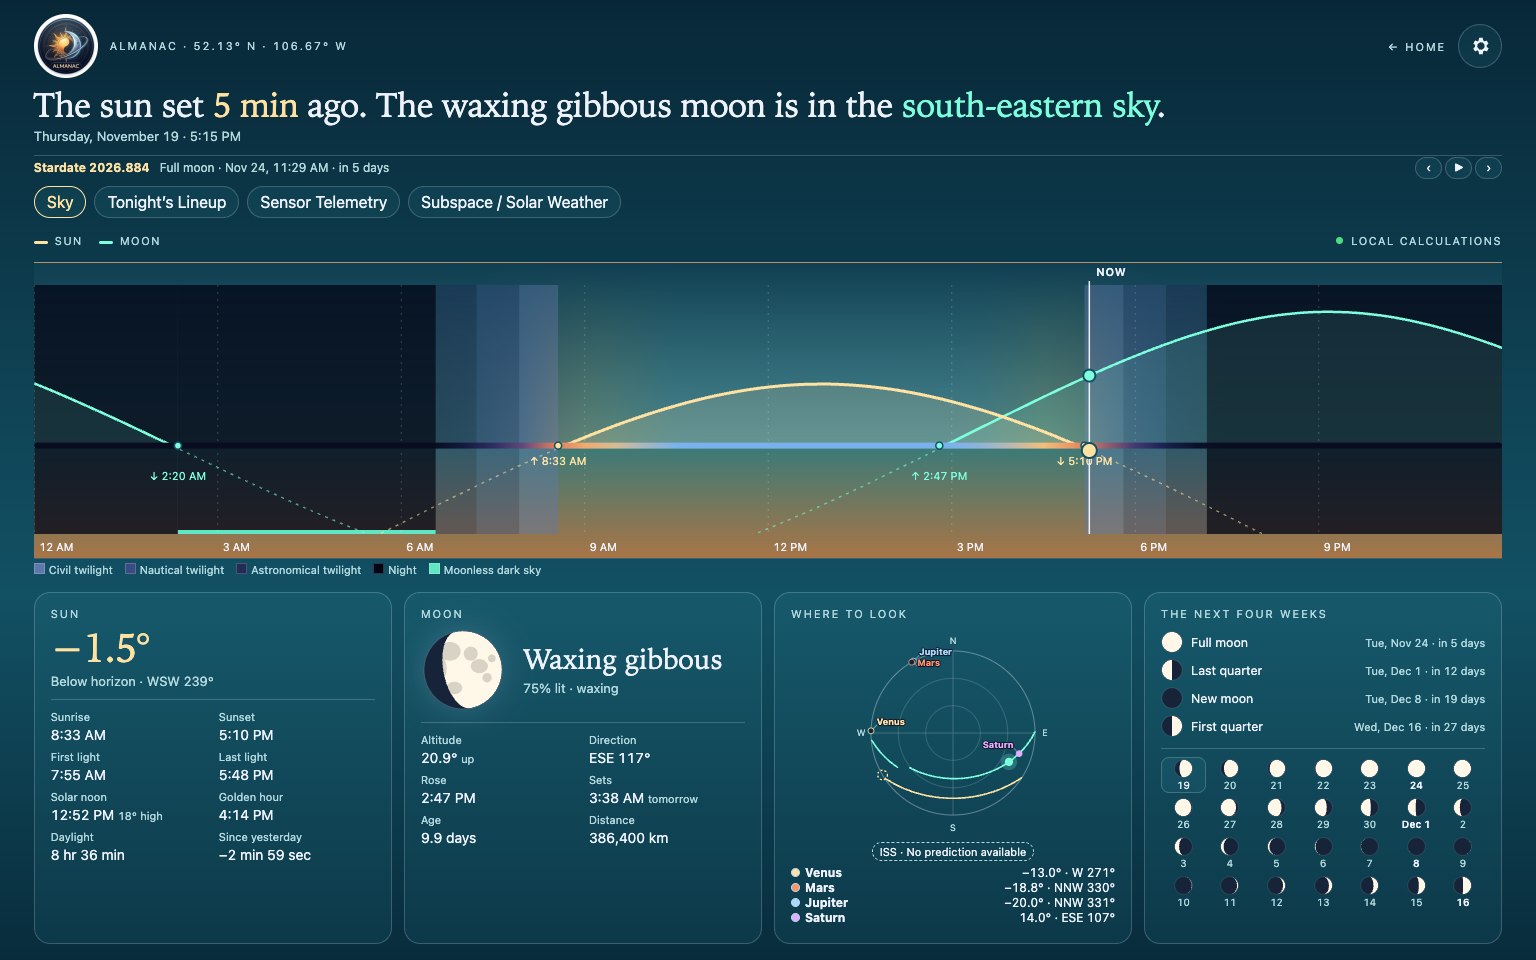 ALMANAC
ALMANAC · 52.13° N · 106.67° W
← HOME
The sun set 5 min ago. The waxing gibbous moon is in the south-eastern sky.
Thursday, November 19 · 5:15 PM
Stardate 2026.884 Full moon · Nov 24, 11:29 AM · in 5 days
Sky Tonight's Lineup Sensor Telemetry Subspace / Solar Weather
SUN MOON
LOCAL CALCULATIONS
NOW
↑ 8:33 AM
↓ 5:10 PM
↓ 2:20 AM
↑ 2:47 PM
12 AM 3 AM 6 AM 9 AM 12 PM 3 PM 6 PM 9 PM
Civil twilight Nautical twilight Astronomical twilight Night Moonless dark sky
SUN
−1.5°
Below horizon · WSW 239°
Sunrise Sunset
8:33 AM 5:10 PM
First light Last light
7:55 AM 5:48 PM
Solar noon Golden hour
12:52 PM 18° high 4:14 PM
Daylight Since yesterday
8 hr 36 min −2 min 59 sec
MOON
Waxing gibbous
75% lit · waxing
Altitude Direction
20.9° up ESE 117°
Rose Sets
2:47 PM 3:38 AM tomorrow
Age Distance
9.9 days 386,400 km
WHERE TO LOOK
N
Jupiter
Mars
Venus
W E
Saturn
S
ISS · No prediction available
Venus −13.0° · W 271°
Mars −18.8° · NNW 330°
Jupiter −20.0° · NNW 331°
Saturn 14.0° · ESE 107°
THE NEXT FOUR WEEKS
Full moon Tue, Nov 24 · in 5 days
Last quarter Tue, Dec 1 · in 12 days
New moon Tue, Dec 8 · in 19 days
First quarter Wed, Dec 16 · in 27 days
19 20 21 22 23 24 25
26 27 28 29 30 Dec 1 2
3 4 5 6 7 8 9
10 11 12 13 14 15 16